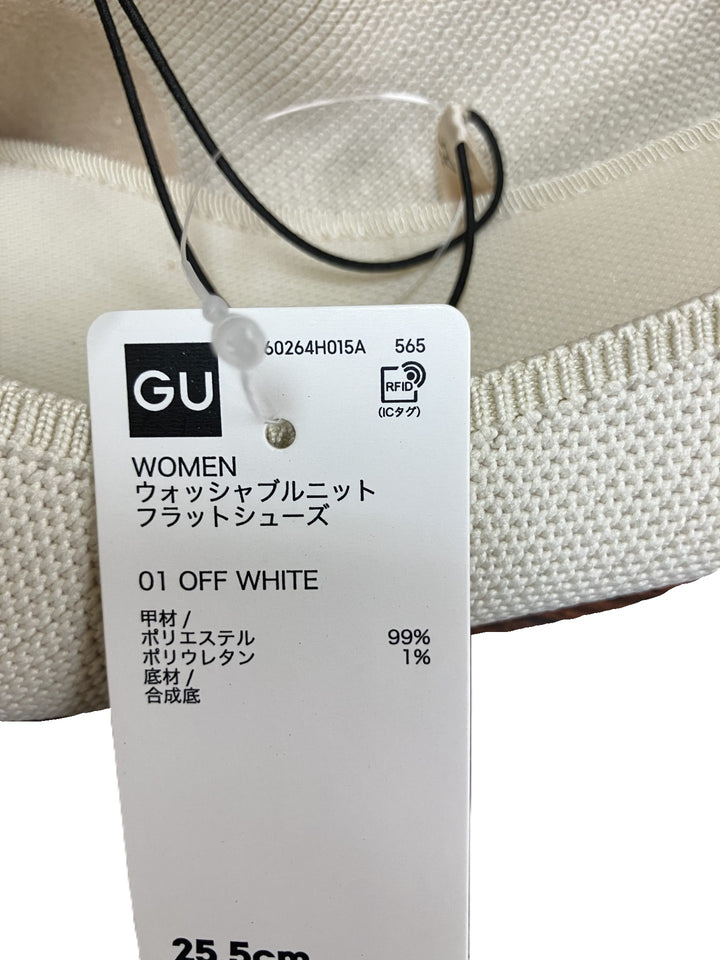 60264H015A 565
GU
RFID
(ICタグ)
WOMEN
ウォッシャブルニット
フラットシューズ
01 OFF WHITE
甲材 /
ポリエステル 99%
ポリウレタン 1%
底材 /
合成底
25.5cm